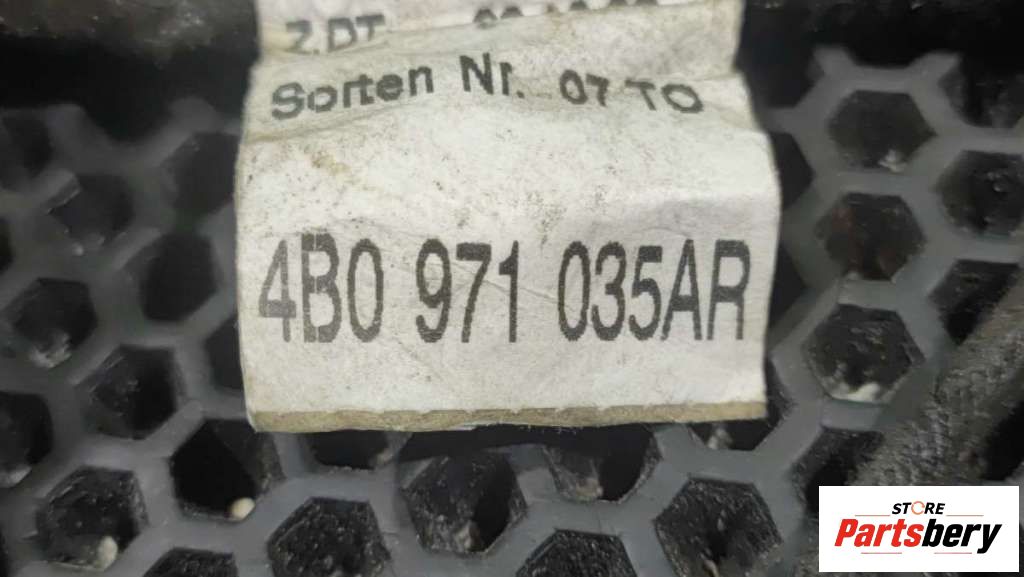 Sorten Nr. 07 TO
4B0 971 035AR
STORE
Partsbery